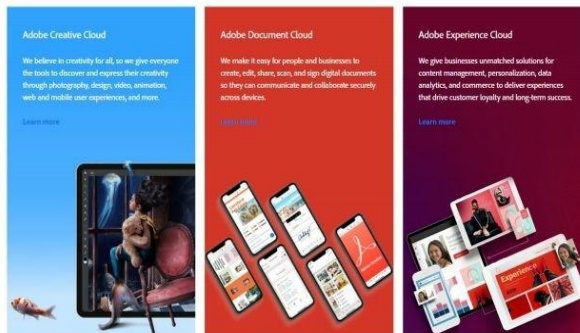 Adobe Creative Cloud
We believe in creativity for all, so we give everyone
the tools to discover and express their creativity
through photography, design, video, animation,
web and mobile user experiences, and more.
Learn more
Adobe Document Cloud
We make it easy for people and businesses to
create, edit, share, scan, and sign digital documents
so they can communicate and collaborate securely
across devices.
Learn more
Adobe Experience Cloud
We give businesses unmatched solutions for
content management, personalization, data
analytics, and commerce to deliver experiences
that drive customer loyalty and long-term success.
Learn more
Experience